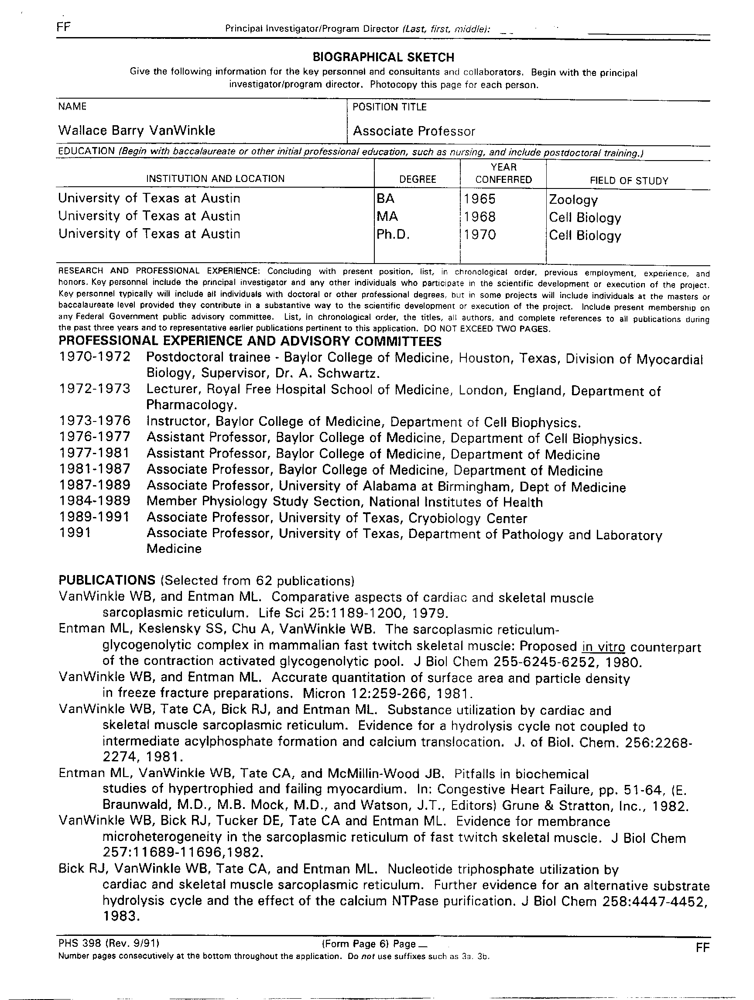 FF
Principal Investigator/Program Director (Last, first, middle):
BIOGRAPHICAL SKETCH
Give the following information for the key personnel and consultants and collaborators. Begin with the principal
investigator/program director. Photocopy this page for each person.
NAME
POSITION TITLE
Wallace Barry VanWinkle
Associate Professor
EDUCATION (Begin with baccalaureate or other initial professional education, such as nursing, and include postdoctoral training.)
INSTITUTION AND LOCATION DEGREE YEAR CONFERRED FIELD OF STUDY
University of Texas at Austin BA 1965 Zoology
University of Texas at Austin MA 1968 Cell Biology
University of Texas at Austin Ph.D. 1970 Cell Biology
RESEARCH AND PROFESSIONAL EXPERIENCE: Concluding with present position, list, in chronological order, previous employment, experience, and
honors. Key personnel include the principal investigator and any other individuals who participate in the scientific development or execution of the project.
Key personnel typically will include all individuals with doctoral or other professional degrees, but in some projects will include individuals at the masters or
baccalaureate level provided they contribute in a substantive way to the scientific development or execution of the project. Include present membership on
any Federal Government public advisory committee. List, in chronological order, the titles, all authors, and complete references to all publications during
the past three years and to representative earlier publications pertinent to this application. DO NOT EXCEED TWO PAGES.
PROFESSIONAL EXPERIENCE AND ADVISORY COMMITTEES
1970-1972 Postdoctoral trainee - Baylor College of Medicine, Houston, Texas, Division of Myocardial
Biology, Supervisor, Dr. A. Schwartz.
1972-1973 Lecturer, Royal Free Hospital School of Medicine, London, England, Department of
Pharmacology.
1973-1976 Instructor, Baylor College of Medicine, Department of Cell Biophysics.
1976-1977 Assistant Professor, Baylor College of Medicine, Department of Cell Biophysics.
1977-1981 Assistant Professor, Baylor College of Medicine, Department of Medicine
1981-1987 Associate Professor, Baylor College of Medicine, Department of Medicine
1987-1989 Associate Professor, University of Alabama at Birmingham, Dept of Medicine
1984-1989 Member Physiology Study Section, National Institutes of Health
1989-1991 Associate Professor, University of Texas, Cryobiology Center
1991 Associate Professor, University of Texas, Department of Pathology and Laboratory
Medicine
PUBLICATIONS (Selected from 62 publications)
VanWinkle WB, and Entman ML. Comparative aspects of cardiac and skeletal muscle
sarcoplasmic reticulum. Life Sci 25:1189-1200, 1979.
Entman ML, Keslensky SS, Chu A, VanWinkle WB. The sarcoplasmic reticulum-
glycogenolytic complex in mammalian fast twitch skeletal muscle: Proposed in vitro counterpart
of the contraction activated glycogenolytic pool. J Biol Chem 255-6245-6252, 1980.
VanWinkle WB, and Entman ML. Accurate quantitation of surface area and particle density
in freeze fracture preparations. Micron 12:259-266, 1981.
VanWinkle WB, Tate CA, Bick RJ, and Entman ML. Substance utilization by cardiac and
skeletal muscle sarcoplasmic reticulum. Evidence for a hydrolysis cycle not coupled to
intermediate acylphosphate formation and calcium translocation. J. of Biol. Chem. 256:2268-
2274, 1981.
Entman ML, VanWinkle WB, Tate CA, and McMillin-Wood JB. Pitfalls in biochemical
studies of hypertrophied and failing myocardium. In: Congestive Heart Failure, pp. 51-64, (E.
Braunwald, M.D., M.B. Mock, M.D., and Watson, J.T., Editors) Grune & Stratton, Inc., 1982.
VanWinkle WB, Bick RJ, Tucker DE, Tate CA and Entman ML. Evidence for membrance
microheterogeneity in the sarcoplasmic reticulum of fast twitch skeletal muscle. J Biol Chem
257:11689-11696,1982.
Bick RJ, VanWinkle WB, Tate CA, and Entman ML. Nucleotide triphosphate utilization by
cardiac and skeletal muscle sarcoplasmic reticulum. Further evidence for an alternative substrate
hydrolysis cycle and the effect of the calcium NTPase purification. J Biol Chem 258:4447-4452,
1983.
PHS 398 (Rev. 9/91) (Form Page 6) Page
FF
Number pages consecutively at the bottom throughout the application. Do not use suffixes such as 3a. 3b.